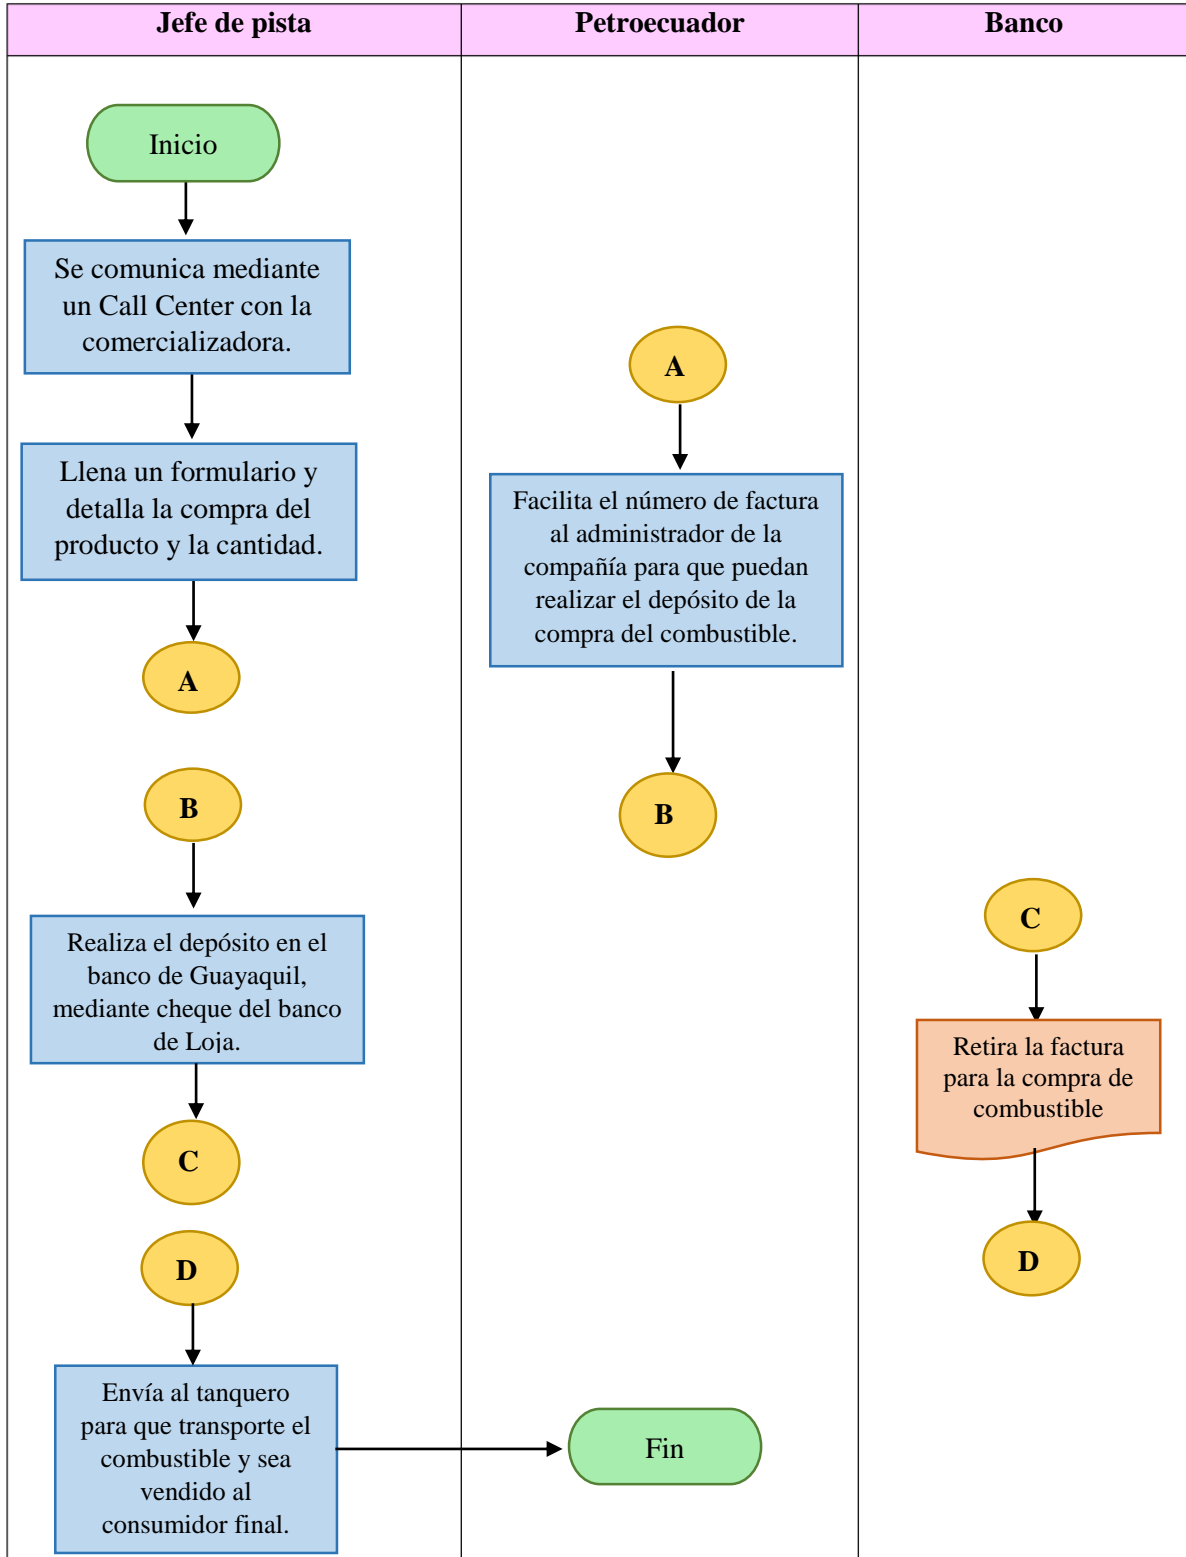 Jefe de pista
Petroecuador
Banco
Inicio
Se comunica mediante
un Call Center con la
comercializadora.
Llena un formulario y
detalla la compra del
producto y la cantidad.
A
A
Facilita el número de factura
al administrador de la
compañía para que puedan
realizar el depósito de la
compra del combustible.
B
B
Realiza el depósito en el
banco de Guayaquil,
mediante cheque del banco
de Loja.
C
C
Retira la factura
para la compra de
combustible
D
D
Envía al tanquero
para que transporte el
combustible y sea
vendido al
consumidor final.
Fin